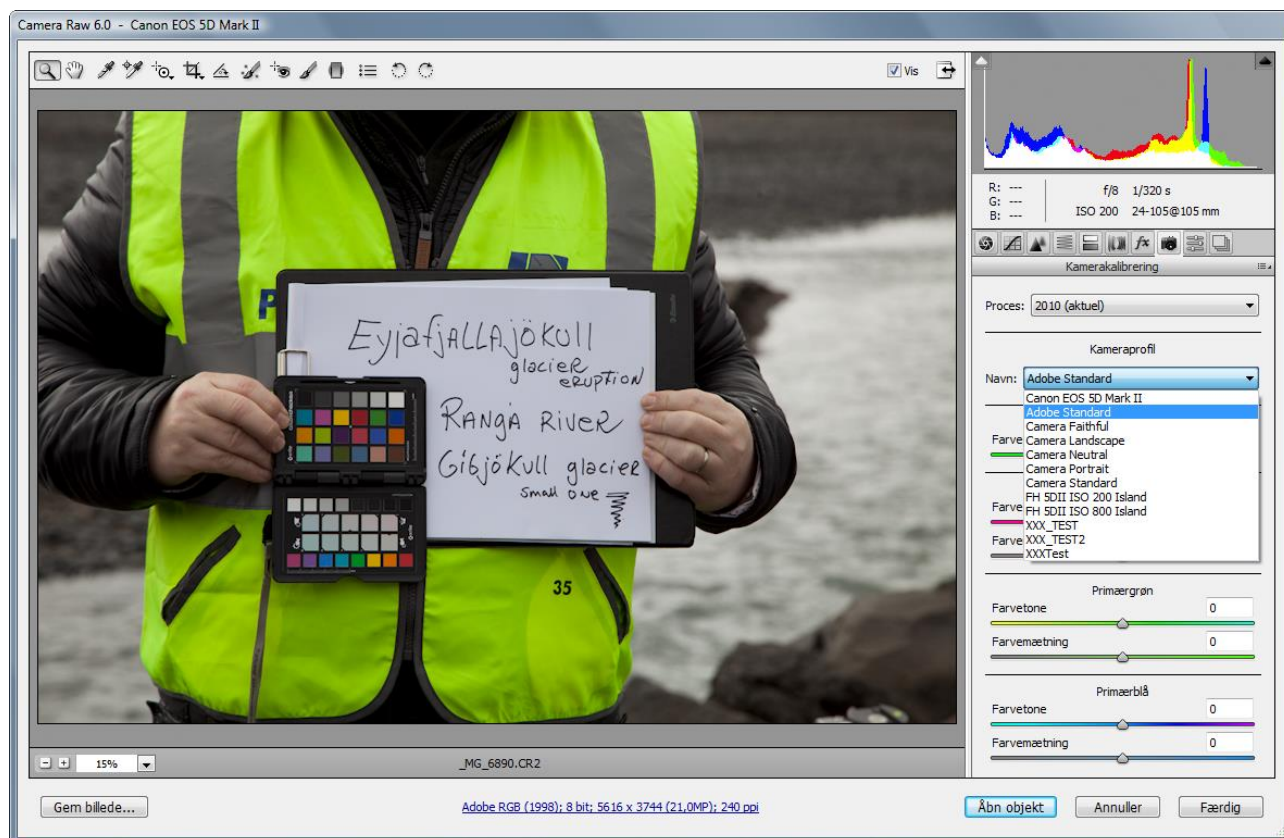 Camera Raw 6.0 - Canon EOS 5D Mark II
Vis
R: ---
G: ---
B: ---
f/8 1/320 s
ISO 200 24-105@105 mm
Kamerakalibrering
Proces: 2010 (aktuel)
Kameraprofil
Navn: Adobe Standard
Canon EOS 5D Mark II
Adobe Standard
Camera Faithful
Camera Landscape
Camera Neutral
Camera Portrait
Camera Standard
FH 5DII ISO 200 Island
FH 5DII ISO 800 Island
XXX_TEST
XXX_TEST2
XXXTest
Farve
Farve
Farve
Primærgrøn
Farvetone 0
Farvemætning 0
Primærblå
Farvetone 0
Farvemætning 0
EyjafjALLAjökull
glacieR
eRuption
RANgA RiveR
Gígjökull glacieR
small one
35
P
15%
_MG_6890.CR2
Gem billede...
Adobe RGB (1998); 8 bit; 5616 x 3744 (21,0MP); 240 ppi
Åbn objekt
Annuller
Færdig